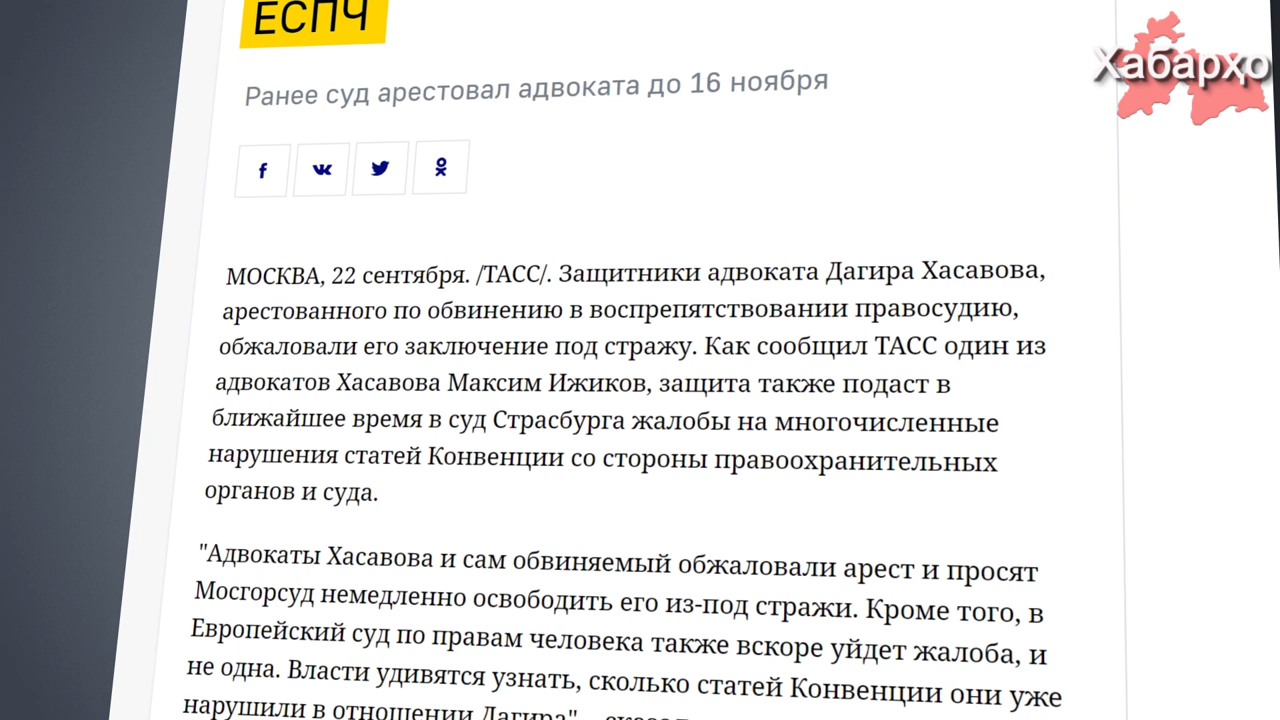 ЕСПЧ
Хабарҳо
Ранее суд арестовал адвоката до 16 ноября
МОСКВА, 22 сентября. /ТАСС/. Защитники адвоката Дагира Хасавова,
арестованного по обвинению в воспрепятствовании правосудию,
обжаловали его заключение под стражу. Как сообщил ТАСС один из
адвокатов Хасавова Максим Ижиков, защита также подаст в
ближайшее время в суд Страсбурга жалобы на многочисленные
нарушения статей Конвенции со стороны правоохранительных
органов и суда.
"Адвокаты Хасавова и сам обвиняемый обжаловали арест и просят
Мосгорсуд немедленно освободить его из-под стражи. Кроме того, в
Европейский суд по правам человека также вскоре уйдет жалоба, и
не одна. Власти удивятся узнать, сколько статей Конвенции они уже
нарушили в отношении Дагира", -